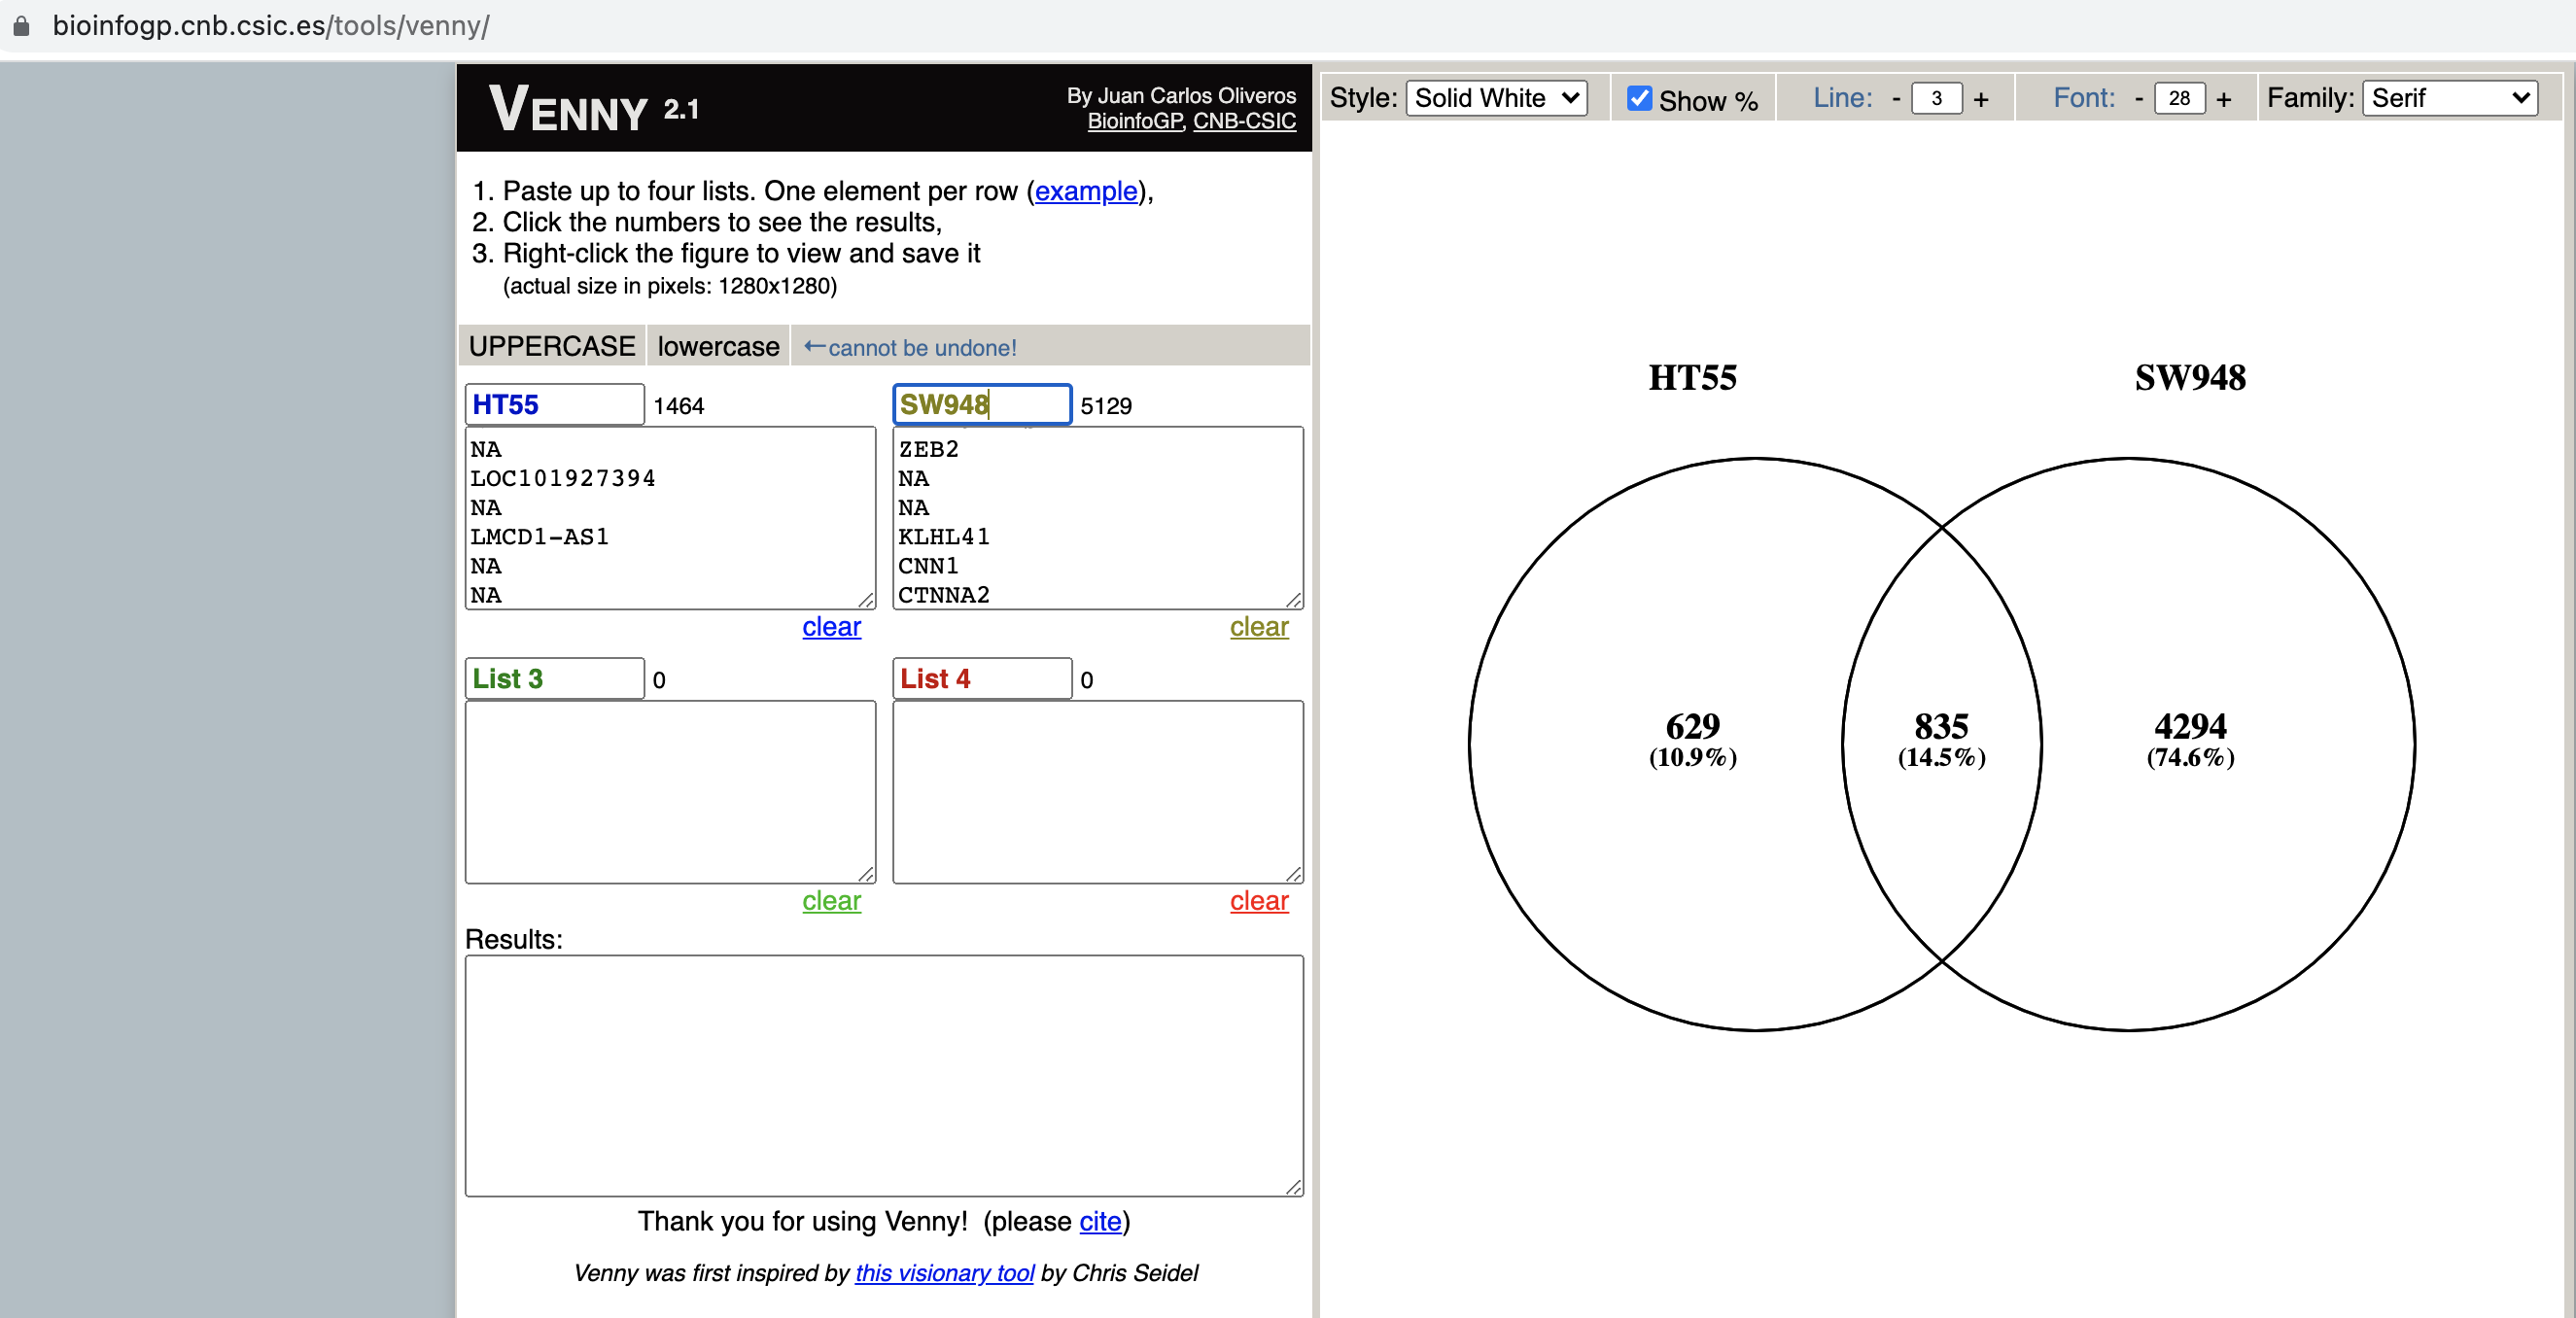 bioinfogp.cnb.csic.es/tools/venny/
VENNY 2.1
By Juan Carlos Oliveros
BioinfoGP, CNB-CSIC
1. Paste up to four lists. One element per row (example),
2. Click the numbers to see the results,
3. Right-click the figure to view and save it
(actual size in pixels: 1280x1280)
UPPERCASE lowercase ←cannot be undone!
HT55 1464
NA
LOC101927394
NA
LMCD1-AS1
NA
NA
clear
SW948 5129
ZEB2
NA
NA
KLHL41
CNN1
CTNNA2
clear
List 3 0
clear
List 4 0
clear
Results:
Thank you for using Venny! (please cite)
Venny was first inspired by this visionary tool by Chris Seidel
Style: Solid White Show % Line: - 3 + Font: - 28 + Family: Serif
HT55 SW948
629 835 4294
(10.9%) (14.5%) (74.6%)